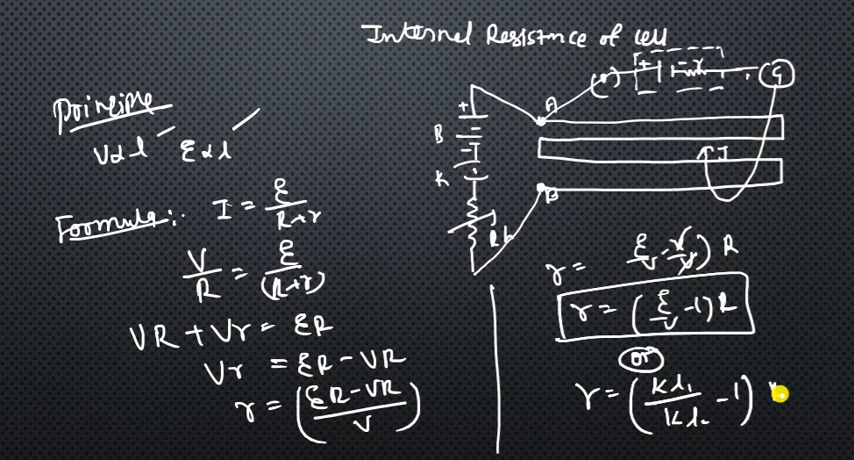 Internal Resistance of cell
Principle
V α l   ε α l
Formula:.
I = ε / R+r
V/R = ε/(R+r)
VR + Vr = εR
Vr = εR - VR
r = (εR - VR / V)
+
B
K
Rh
A
B
+
-
r
G
J
r = (ε/V - V/V) R
r = (ε/V - 1) R
or
r = (Kl₁/Kl₂ - 1)